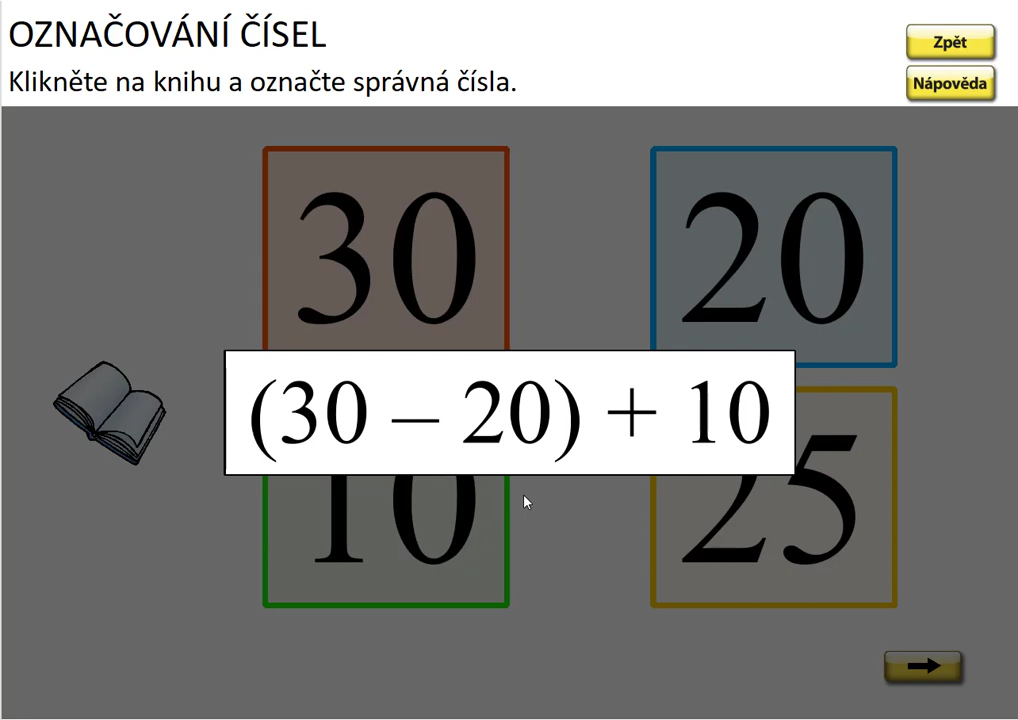 OZNAČOVÁNÍ ČÍSEL
Klikněte na knihu a označte správná čísla.
Zpět
Nápověda
30
20
(30 – 20) + 10
10
25